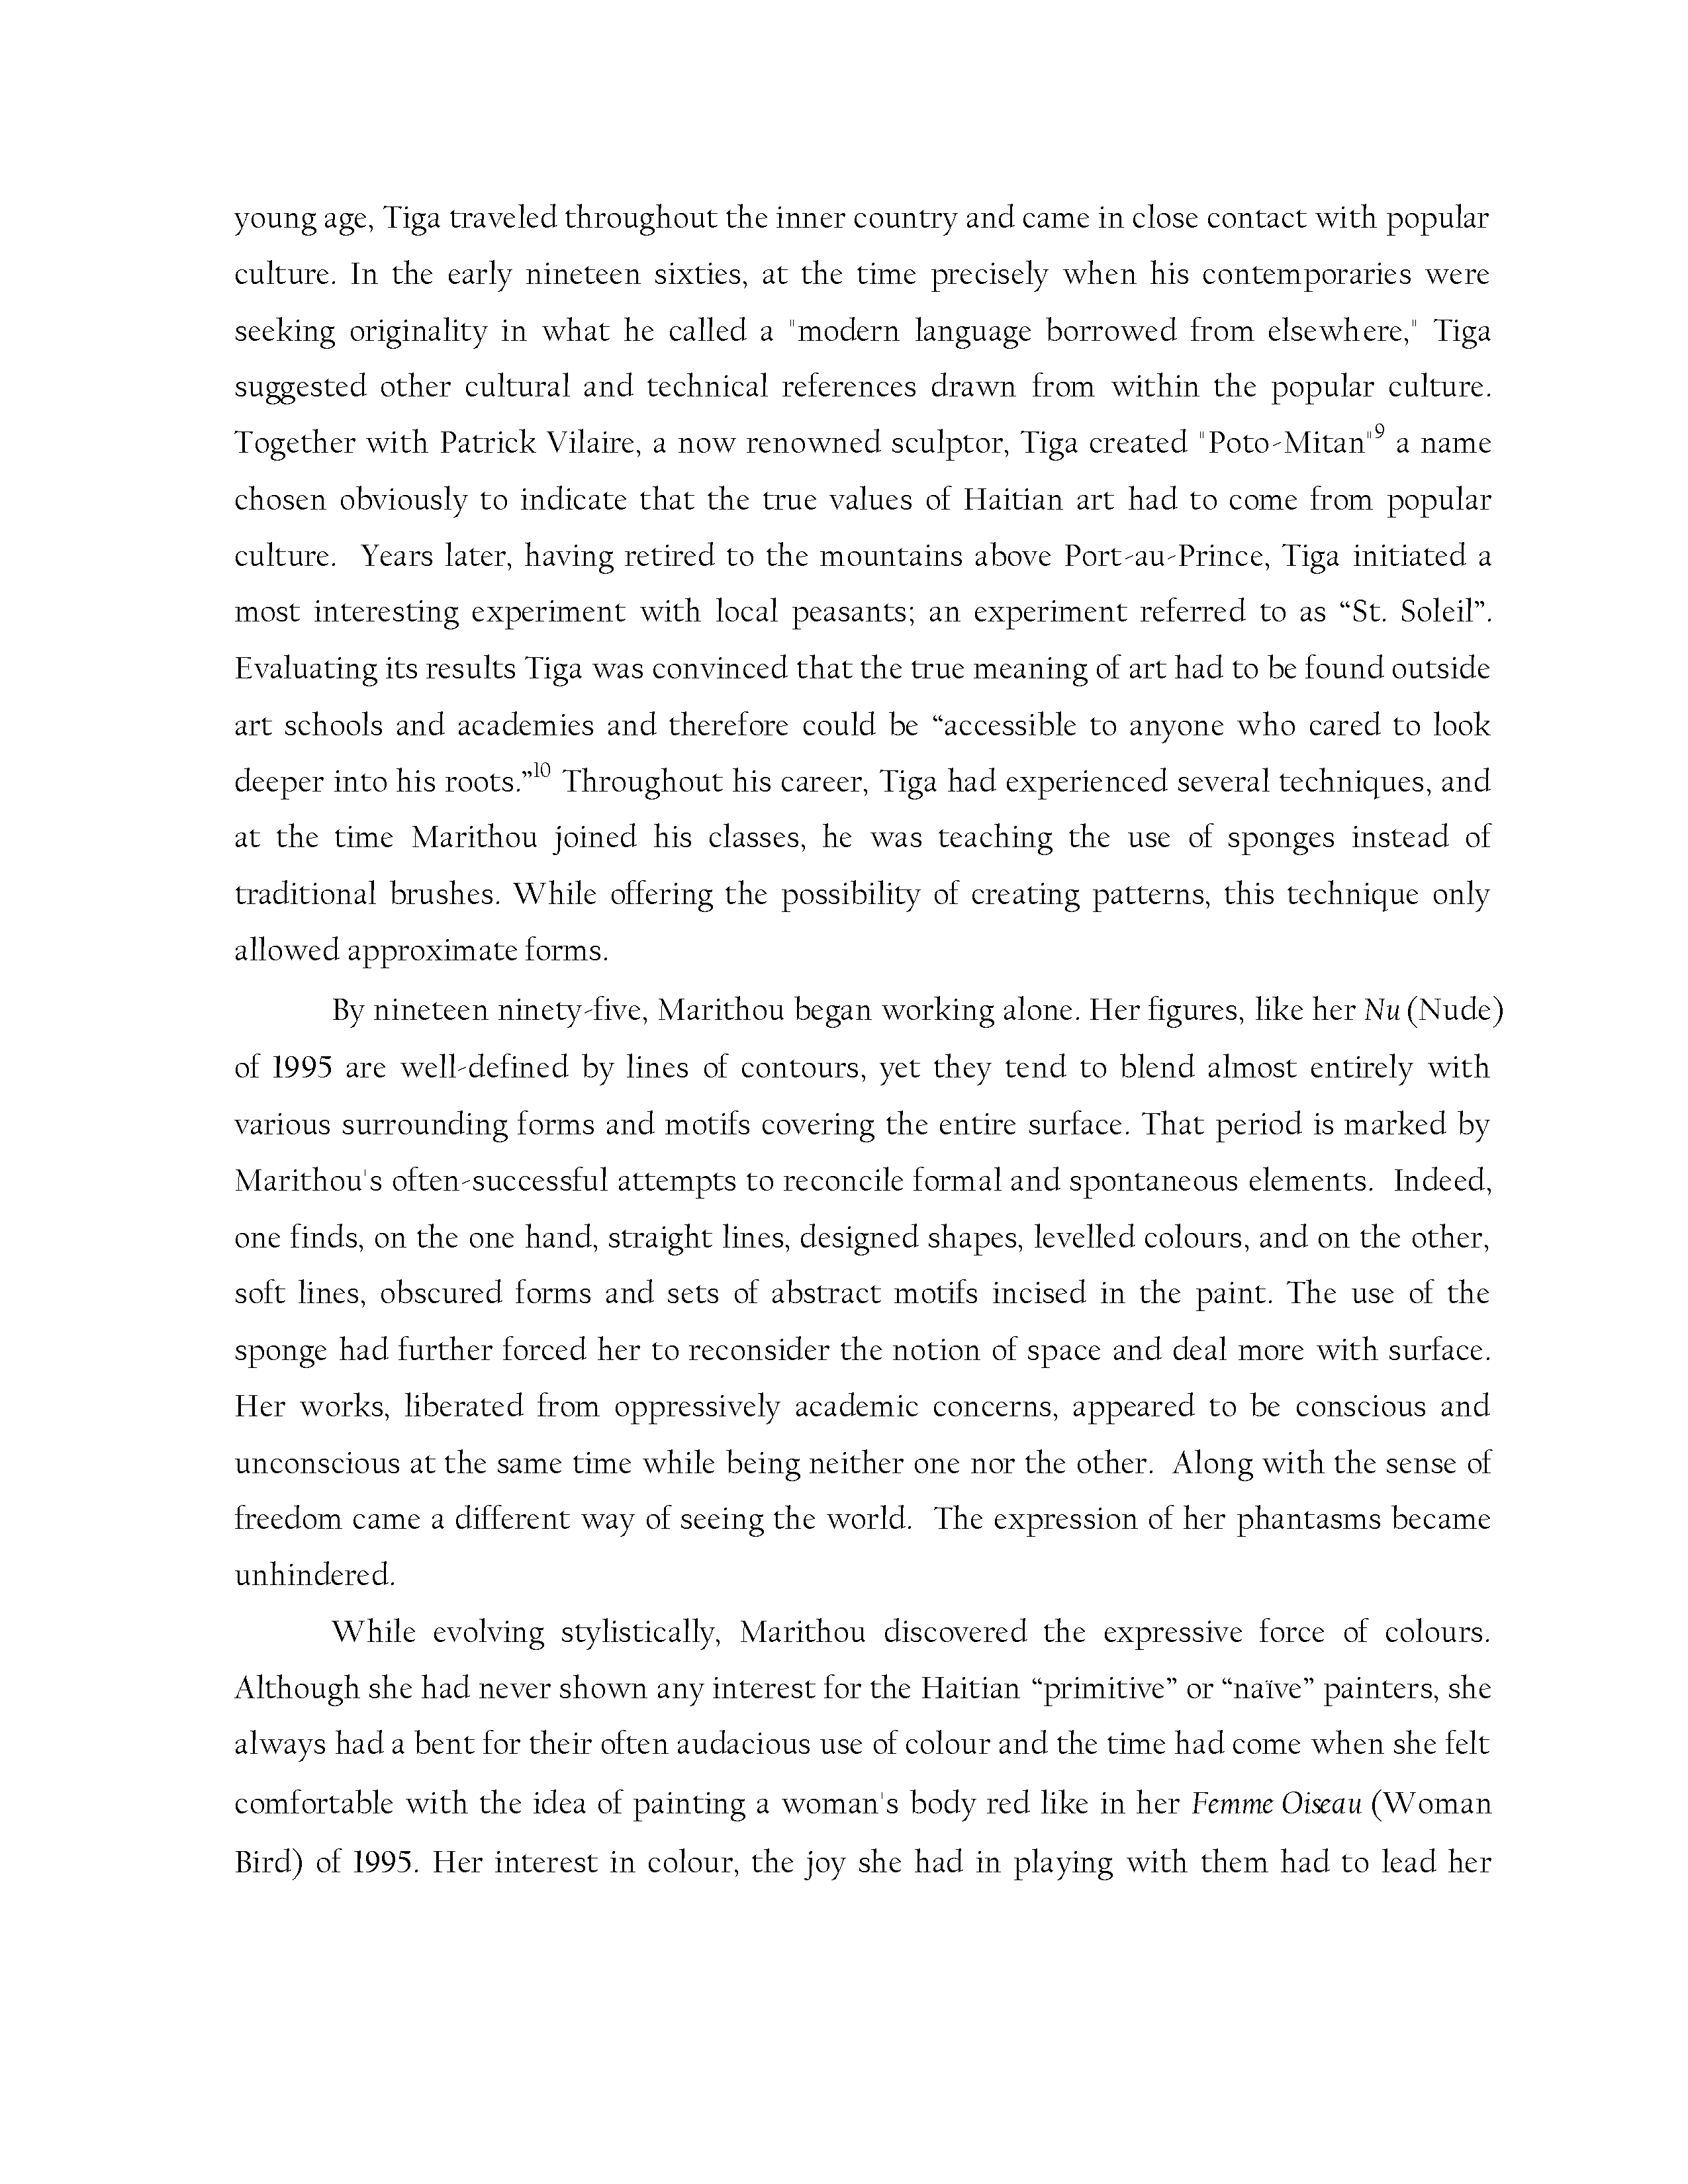 young age, Tiga traveled throughout the inner country and came in close contact with popular
culture. In the early nineteen sixties, at the time precisely when his contemporaries were
seeking originality in what he called a "modern language borrowed from elsewhere," Tiga
suggested other cultural and technical references drawn from within the popular culture.
Together with Patrick Vilaire, a now renowned sculptor, Tiga created "Poto-Mitan"9 a name
chosen obviously to indicate that the true values of Haitian art had to come from popular
culture.  Years later, having retired to the mountains above Port-au-Prince, Tiga initiated a
most interesting experiment with local peasants; an experiment referred to as “St. Soleil”.
Evaluating its results Tiga was convinced that the true meaning of art had to be found outside
art schools and academies and therefore could be “accessible to anyone who cared to look
deeper into his roots.”10 Throughout his career, Tiga had experienced several techniques, and
at the time Marithou joined his classes, he was teaching the use of sponges instead of
traditional brushes. While offering the possibility of creating patterns, this technique only
allowed approximate forms.
By nineteen ninety-five, Marithou began working alone. Her figures, like her Nu (Nude)
of 1995 are well-defined by lines of contours, yet they tend to blend almost entirely with
various surrounding forms and motifs covering the entire surface. That period is marked by
Marithou's often-successful attempts to reconcile formal and spontaneous elements.  Indeed,
one finds, on the one hand, straight lines, designed shapes, levelled colours, and on the other,
soft lines, obscured forms and sets of abstract motifs incised in the paint. The use of the
sponge had further forced her to reconsider the notion of space and deal more with surface.
Her works, liberated from oppressively academic concerns, appeared to be conscious and
unconscious at the same time while being neither one nor the other.  Along with the sense of
freedom came a different way of seeing the world.  The expression of her phantasms became
unhindered.
While evolving stylistically, Marithou discovered the expressive force of colours.
Although she had never shown any interest for the Haitian “primitive” or “naïve” painters, she
always had a bent for their often audacious use of colour and the time had come when she felt
comfortable with the idea of painting a woman's body red like in her Femme Oiseau (Woman
Bird) of 1995. Her interest in colour, the joy she had in playing with them had to lead her